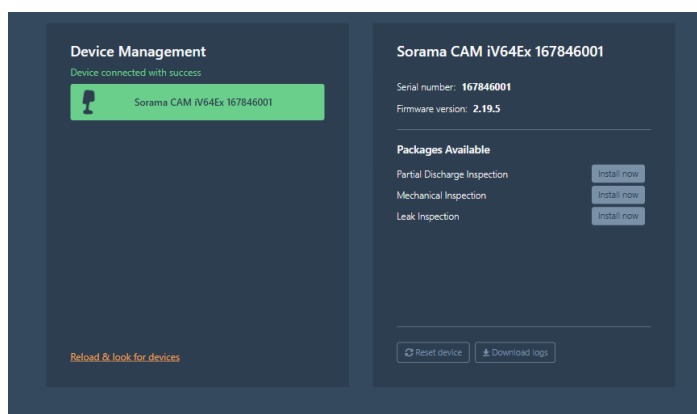 Device Management
Device connected with success
Sorama CAM iV64Ex 167846001
Reload & look for devices
Sorama CAM iV64Ex 167846001
Serial number: 167846001
Firmware version: 2.19.5
Packages Available
Partial Discharge Inspection Install now
Mechanical Inspection Install now
Leak Inspection Install now
Reset device Download logs